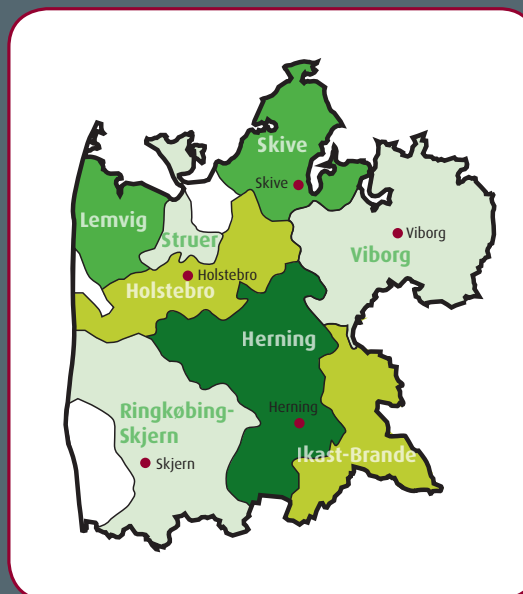 Skive
Skive
Lemvig
Struer
Viborg
Viborg
Holstebro
Holstebro
Herning
Ringkøbing-
Skjern
Herning
Ikast-Brande
Skjern